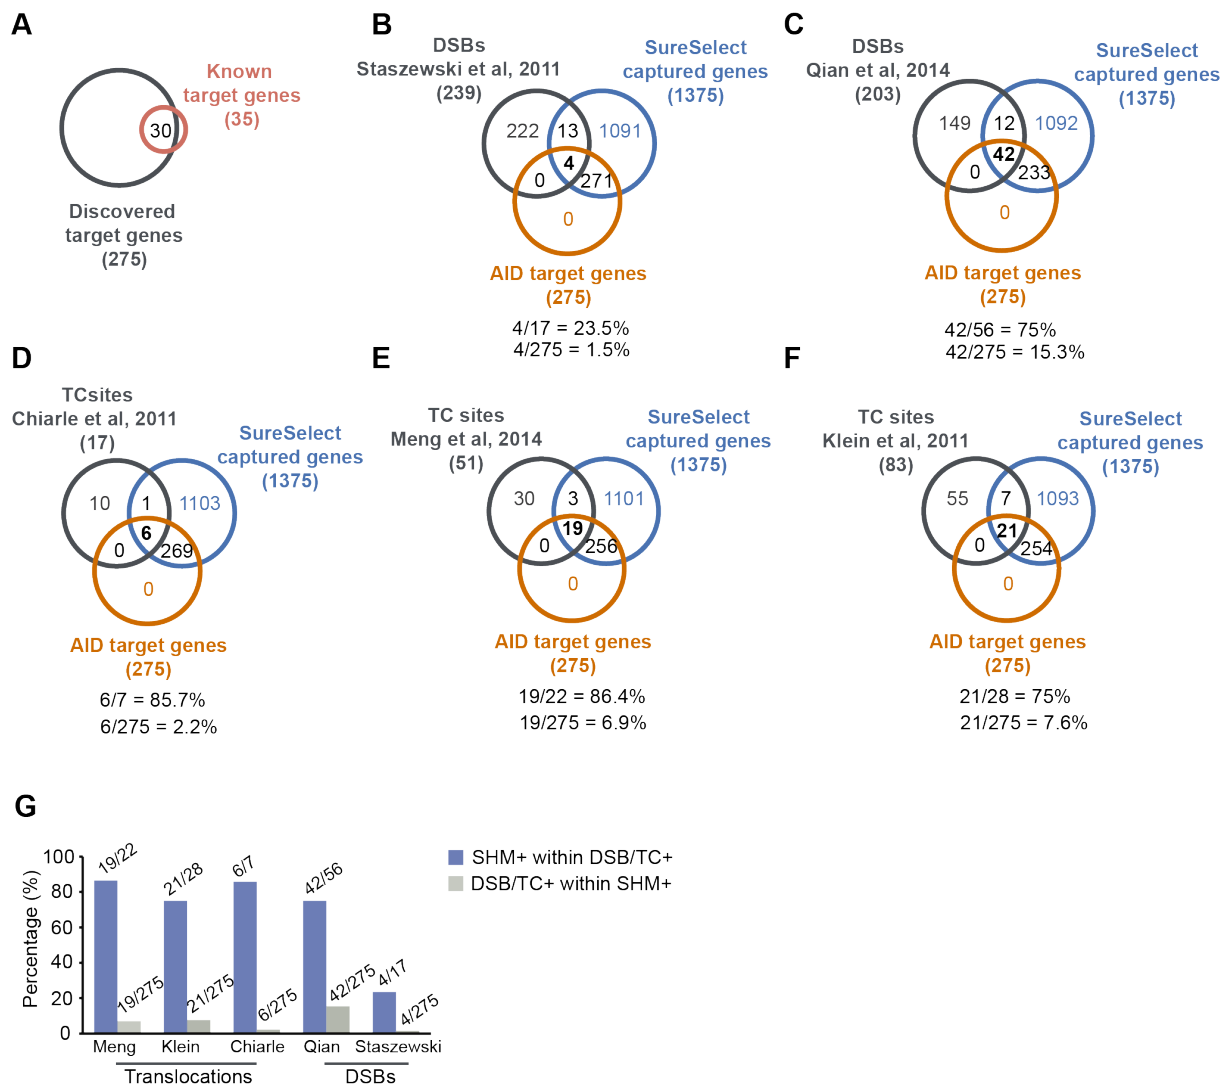 A
Known
target genes
(35)
30
Discovered
target genes
(275)
B
DSBs
Staszewski et al, 2011
(239)
SureSelect
captured genes
(1375)
222
13
1091
4
0
271
0
AID target genes
(275)
4/17 = 23.5%
4/275 = 1.5%
C
DSBs
Qian et al, 2014
(203)
SureSelect
captured genes
(1375)
149
12
1092
42
0
233
0
AID target genes
(275)
42/56 = 75%
42/275 = 15.3%
D
TCsites
Chiarle et al, 2011
(17)
SureSelect
captured genes
(1375)
10
1
1103
6
0
269
0
AID target genes
(275)
6/7 = 85.7%
6/275 = 2.2%
E
TC sites
Meng et al, 2014
(51)
SureSelect
captured genes
(1375)
30
3
1101
19
0
256
0
AID target genes
(275)
19/22 = 86.4%
19/275 = 6.9%
F
TC sites
Klein et al, 2011
(83)
SureSelect
captured genes
(1375)
55
7
1093
21
0
254
0
AID target genes
(275)
21/28 = 75%
21/275 = 7.6%
G
Percentage (%)
100
80
60
40
20
0
19/22
19/275
21/28
21/275
6/7
6/275
42/56
42/275
4/17
4/275
SHM+ within DSB/TC+
DSB/TC+ within SHM+
Meng
Klein
Chiarle
Qian
Staszewski
Translocations
DSBs